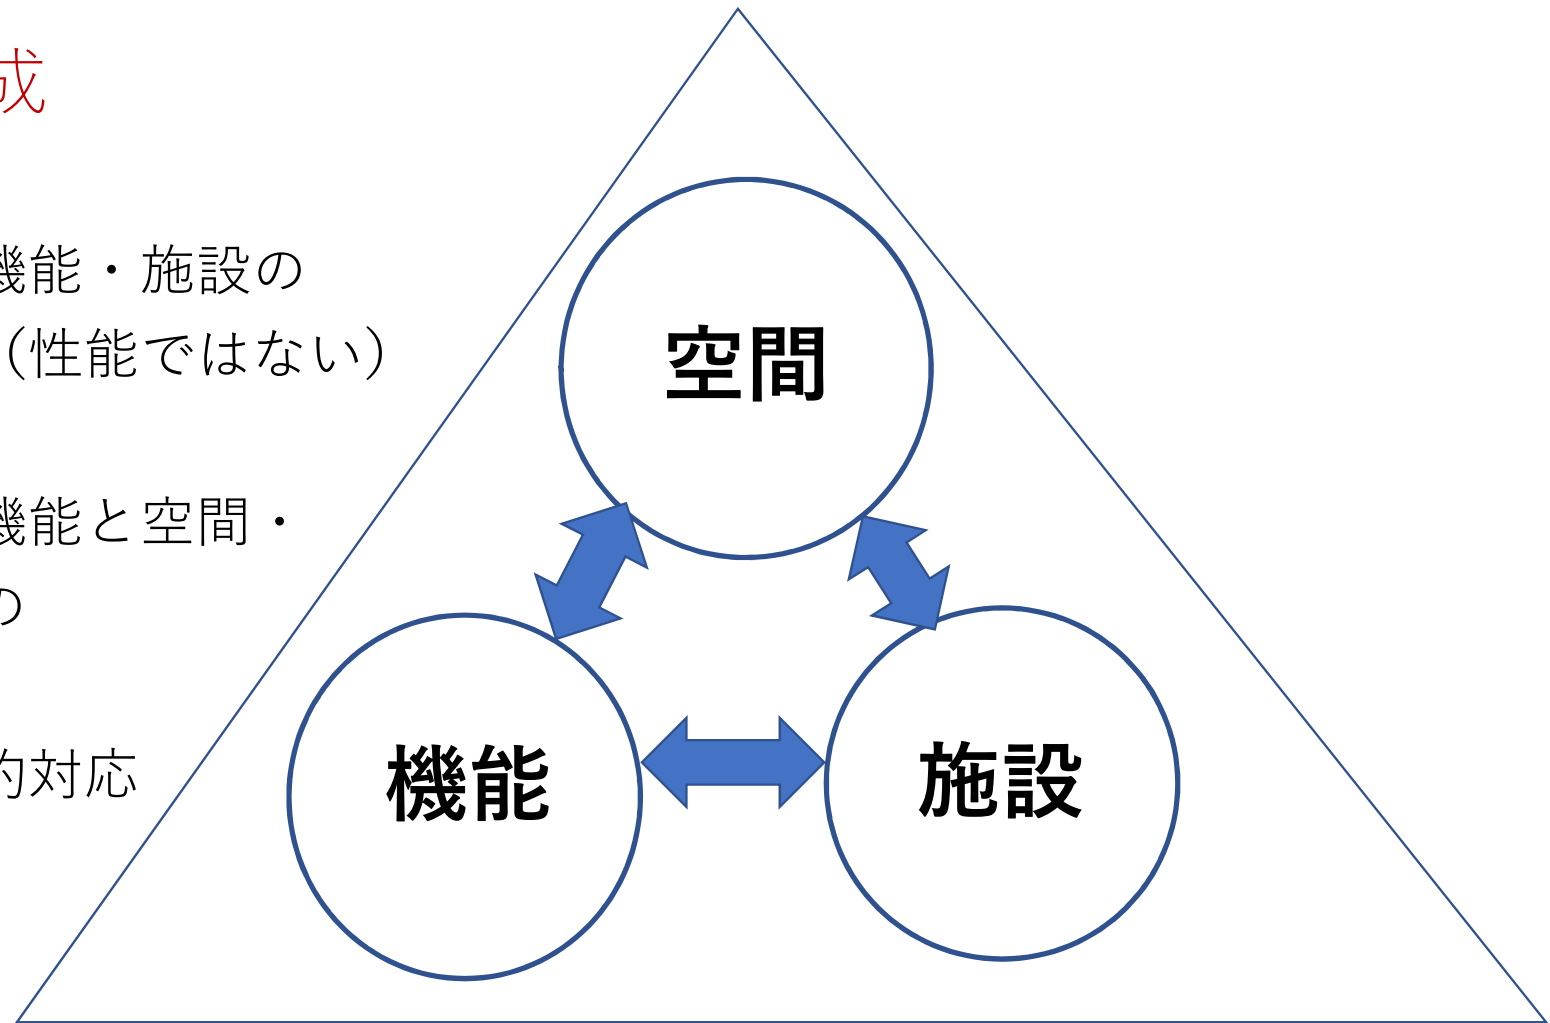 成
機能・施設の
（性能ではない）
機能と空間・
の
的対応
空間
機能
施設